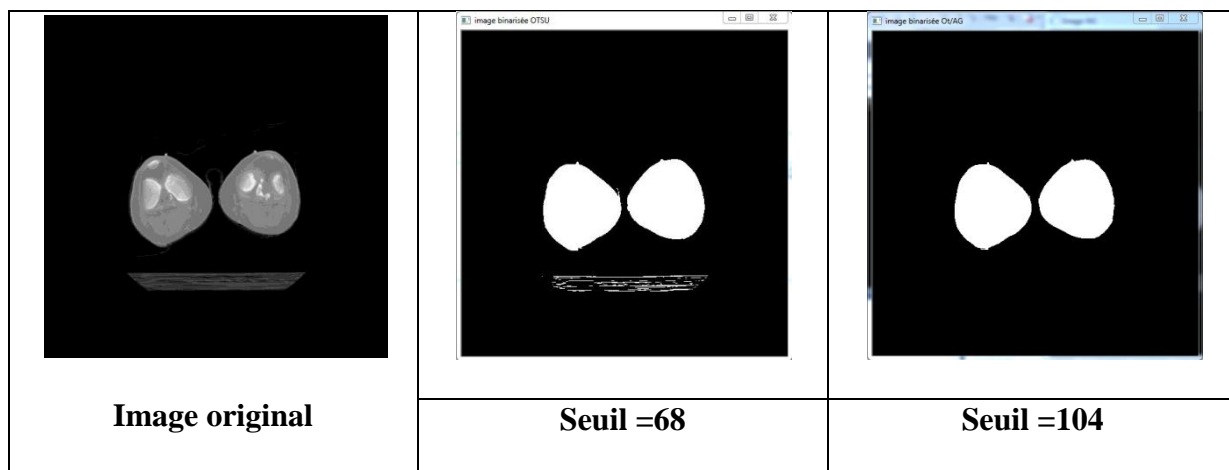 image binarisée OTSU
image binarisée Ot/AG
Image original
Seuil =68
Seuil =104